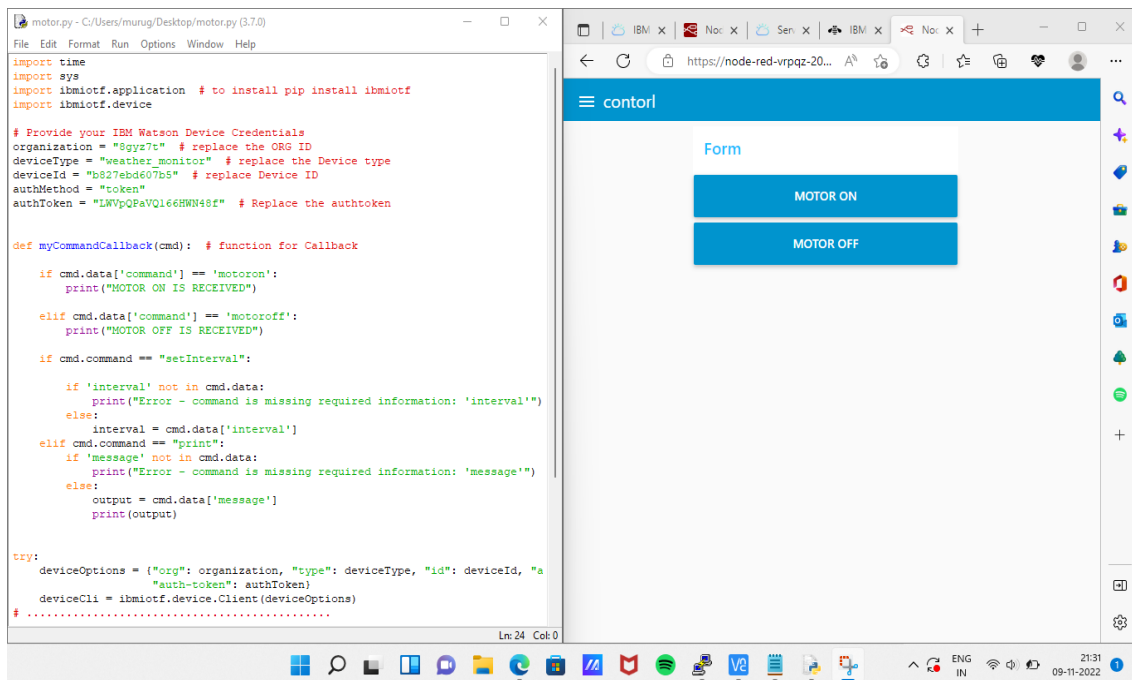 motor.py - C:/Users/murug/Desktop/motor.py (3.7.0)
File Edit Format Run Options Window Help
import time
import sys
import ibmiotf.application # to install pip install ibmiotf
import ibmiotf.device
# Provide your IBM Watson Device Credentials
organization = "8gyz7t" # replace the ORG ID
deviceType = "weather_monitor" # replace the Device type
deviceId = "b827ebd607b5" # replace Device ID
authMethod = "token"
authToken = "LWVpQPaVQ166HWN48f" # Replace the authtoken
def myCommandCallback(cmd): # function for Callback
if cmd.data['command'] == 'motoron':
print("MOTOR ON IS RECEIVED")
elif cmd.data['command'] == 'motoroff':
print("MOTOR OFF IS RECEIVED")
if cmd.command == "setInterval":
if 'interval' not in cmd.data:
print("Error - command is missing required information: 'interval'")
else:
interval = cmd.data['interval']
elif cmd.command == "print":
if 'message' not in cmd.data:
print("Error - command is missing required information: 'message'")
else:
output = cmd.data['message']
print(output)
try:
deviceOptions = {"org": organization, "type": deviceType, "id": deviceId, "a
"auth-token": authToken}
deviceCli = ibmiotf.device.Client(deviceOptions)
# ..............................................
Ln: 24 Col: 0
IBM
Noc
Serv
IBM
Noc
https://node-red-vrpqz-20...
contorl
Form
MOTOR ON
MOTOR OFF
ENG
IN
21:31
09-11-2022
1